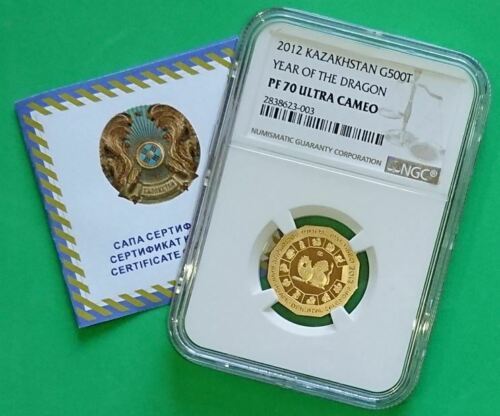 2012 KAZAKHSTAN G500T
YEAR OF THE DRAGON
PF 70 ULTRA CAMEO
2838623-003
NUMISMATIC GUARANTY CORPORATION
NGC®
САПА СЕРТИФ
СЕРТИФИКАТ
CERTIFICATE
2012